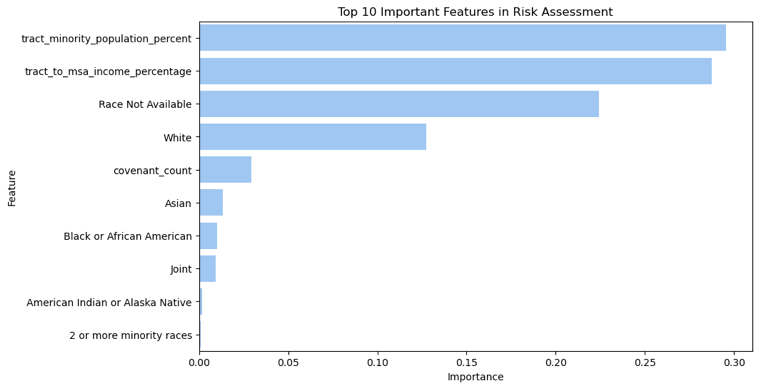 Top 10 Important Features in Risk Assessment
tract_minority_population_percent
tract_to_msa_income_percentage
Race Not Available
White
covenant_count
Asian
Black or African American
Joint
American Indian or Alaska Native
2 or more minority races
Feature
0.00 0.05 0.10 0.15 0.20 0.25 0.30
Importance